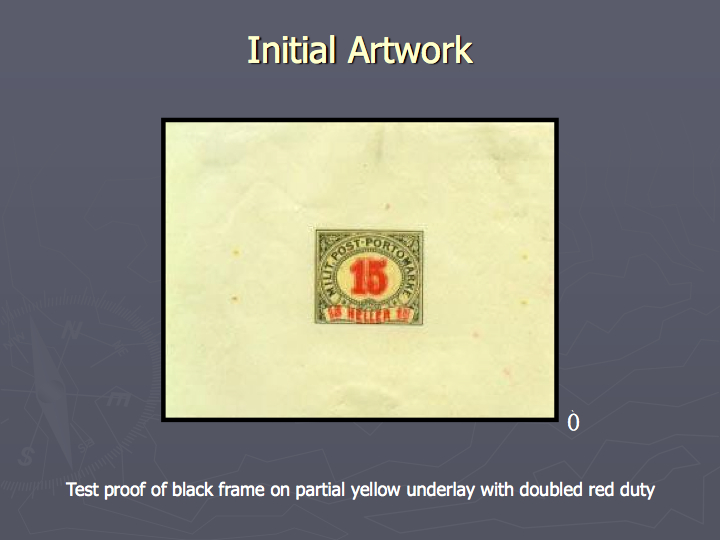 Initial Artwork
MILIT. POST-PORTOMARKE
15
15 HELLER 15
Ò
Test proof of black frame on partial yellow underlay with doubled red duty